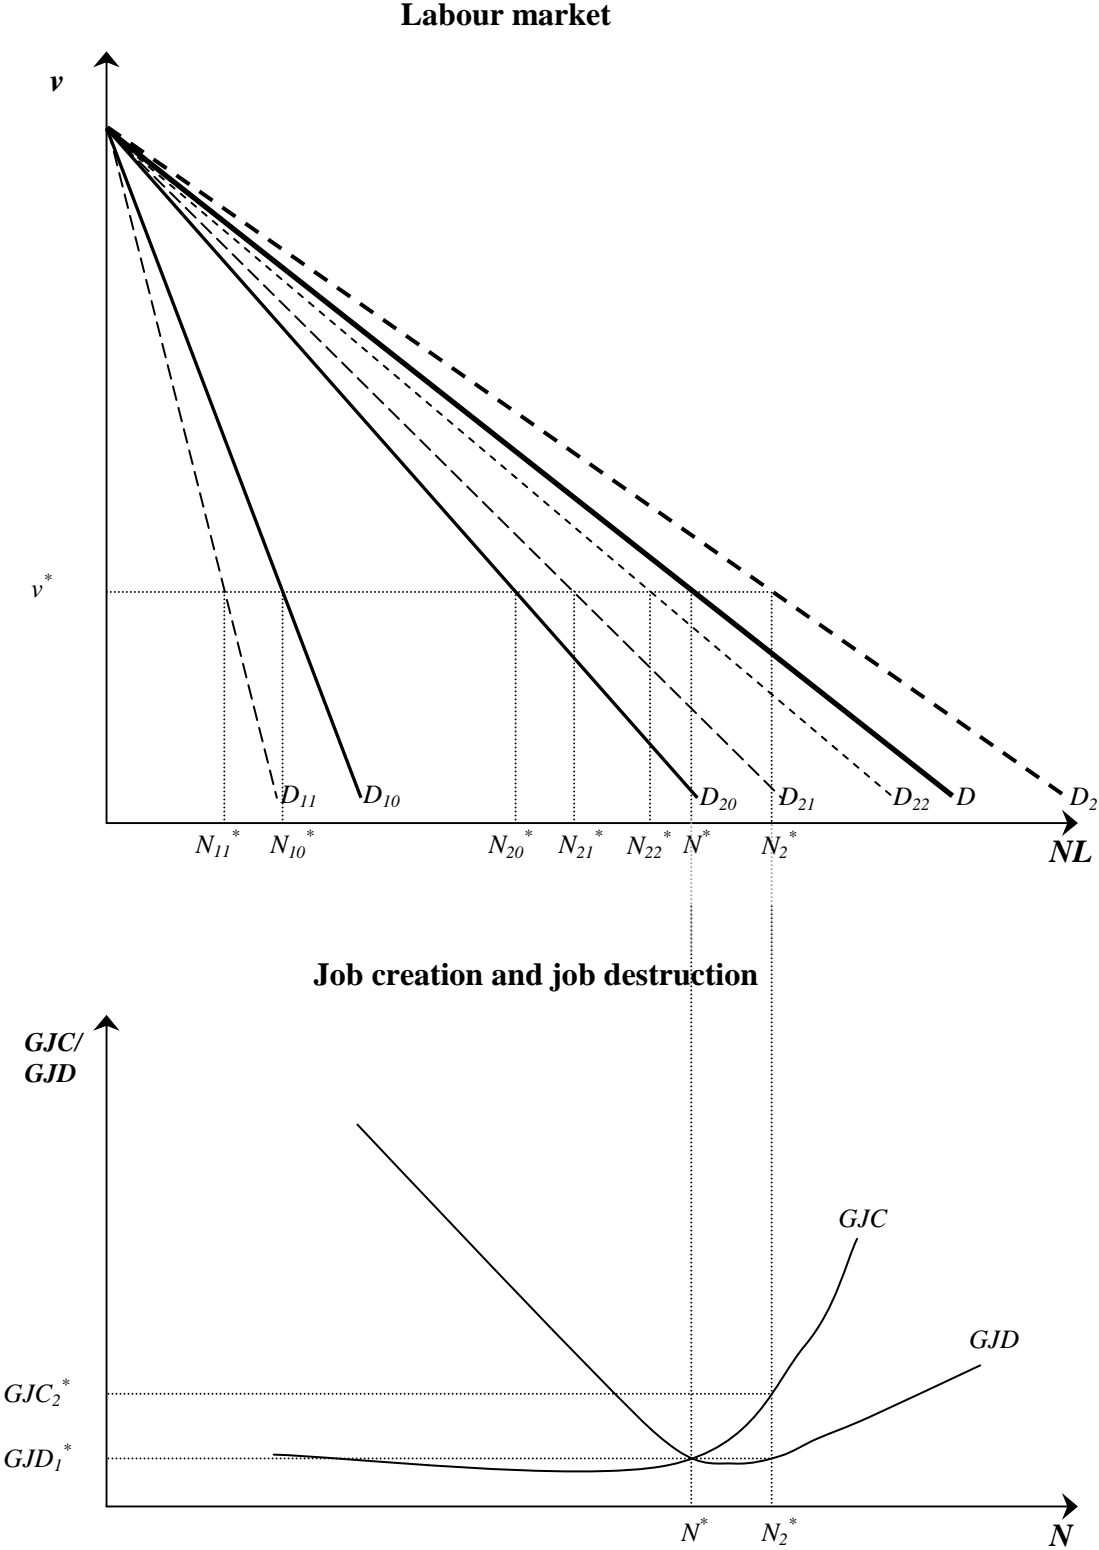 Labour market
v
v*
D11 D10 D20 D21 D22 D D2
N11* N10* N20* N21* N22* N* N2*
NL
Job creation and job destruction
GJC/
GJD
GJC
GJD
GJC2*
GJD1*
N* N2*
N